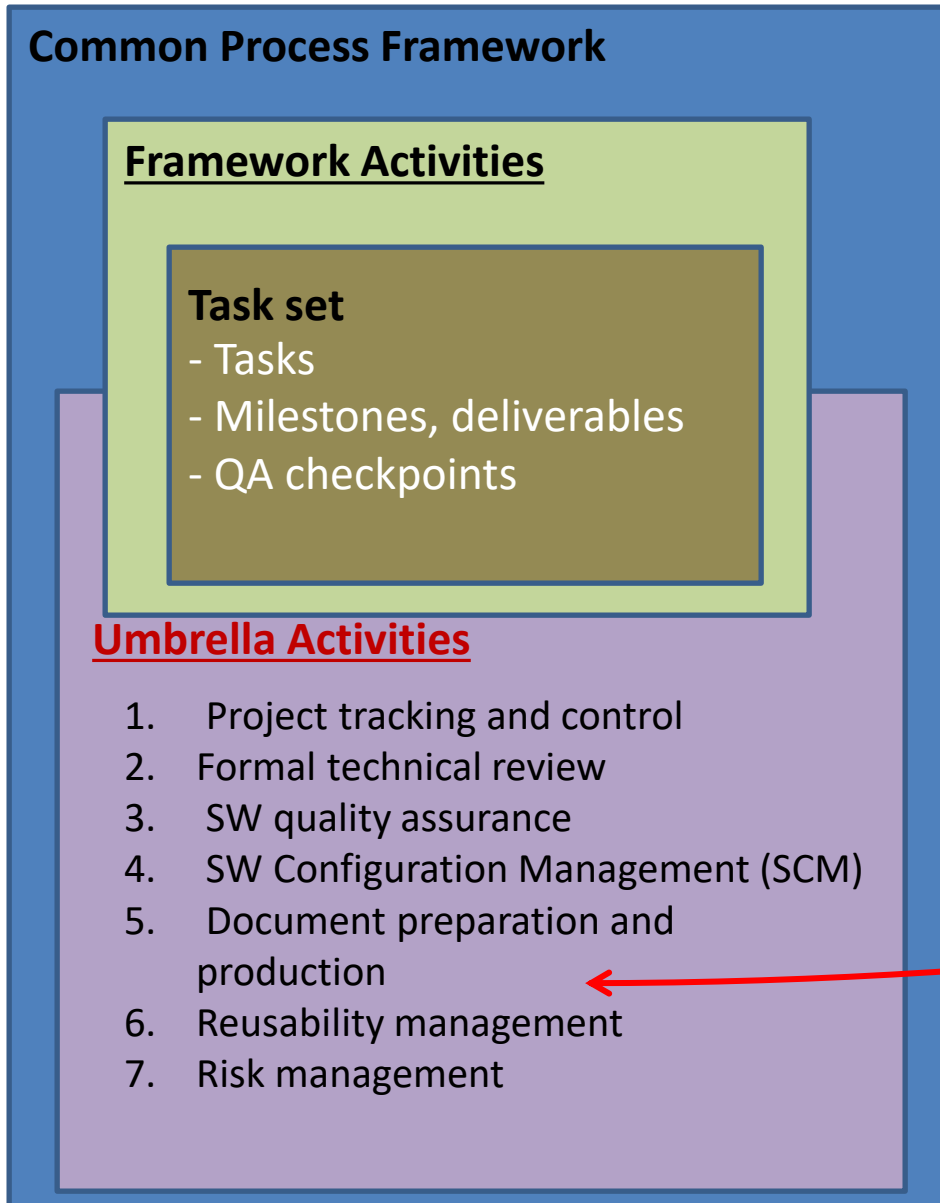 Common Process Framework
Framework Activities
Task set
- Tasks
- Milestones, deliverables
- QA checkpoints
Umbrella Activities
1. Project tracking and control
2. Formal technical review
3. SW quality assurance
4. SW Configuration Management (SCM)
5. Document preparation and
production
6. Reusability management
7. Risk management